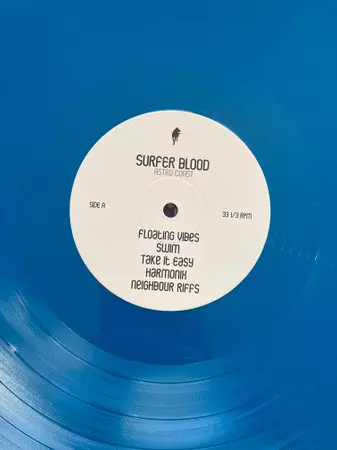 SURFER BLOOD
ASTRO COAST
SIDE A
33 1/3 RPM
FLOATING VIBES
SWIM
TAKE IT EASY
HARMONIX
NEIGHBOUR RIFFS